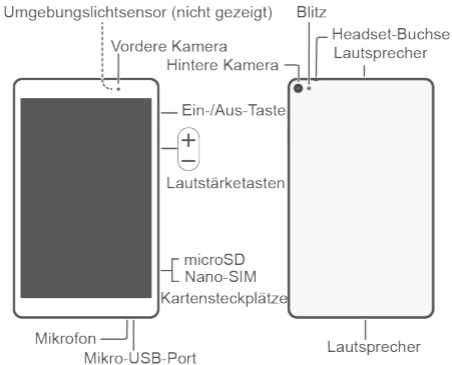 Umgebungslichtsensor (nicht gezeigt)
Blitz
Vordere Kamera
Headset-Buchse
Hintere Kamera
Lautsprecher
Ein-/Aus-Taste
+
−
Lautstärketasten
microSD
Nano-SIM
Kartensteckplätze
Mikrofon
Mikro-USB-Port
Lautsprecher